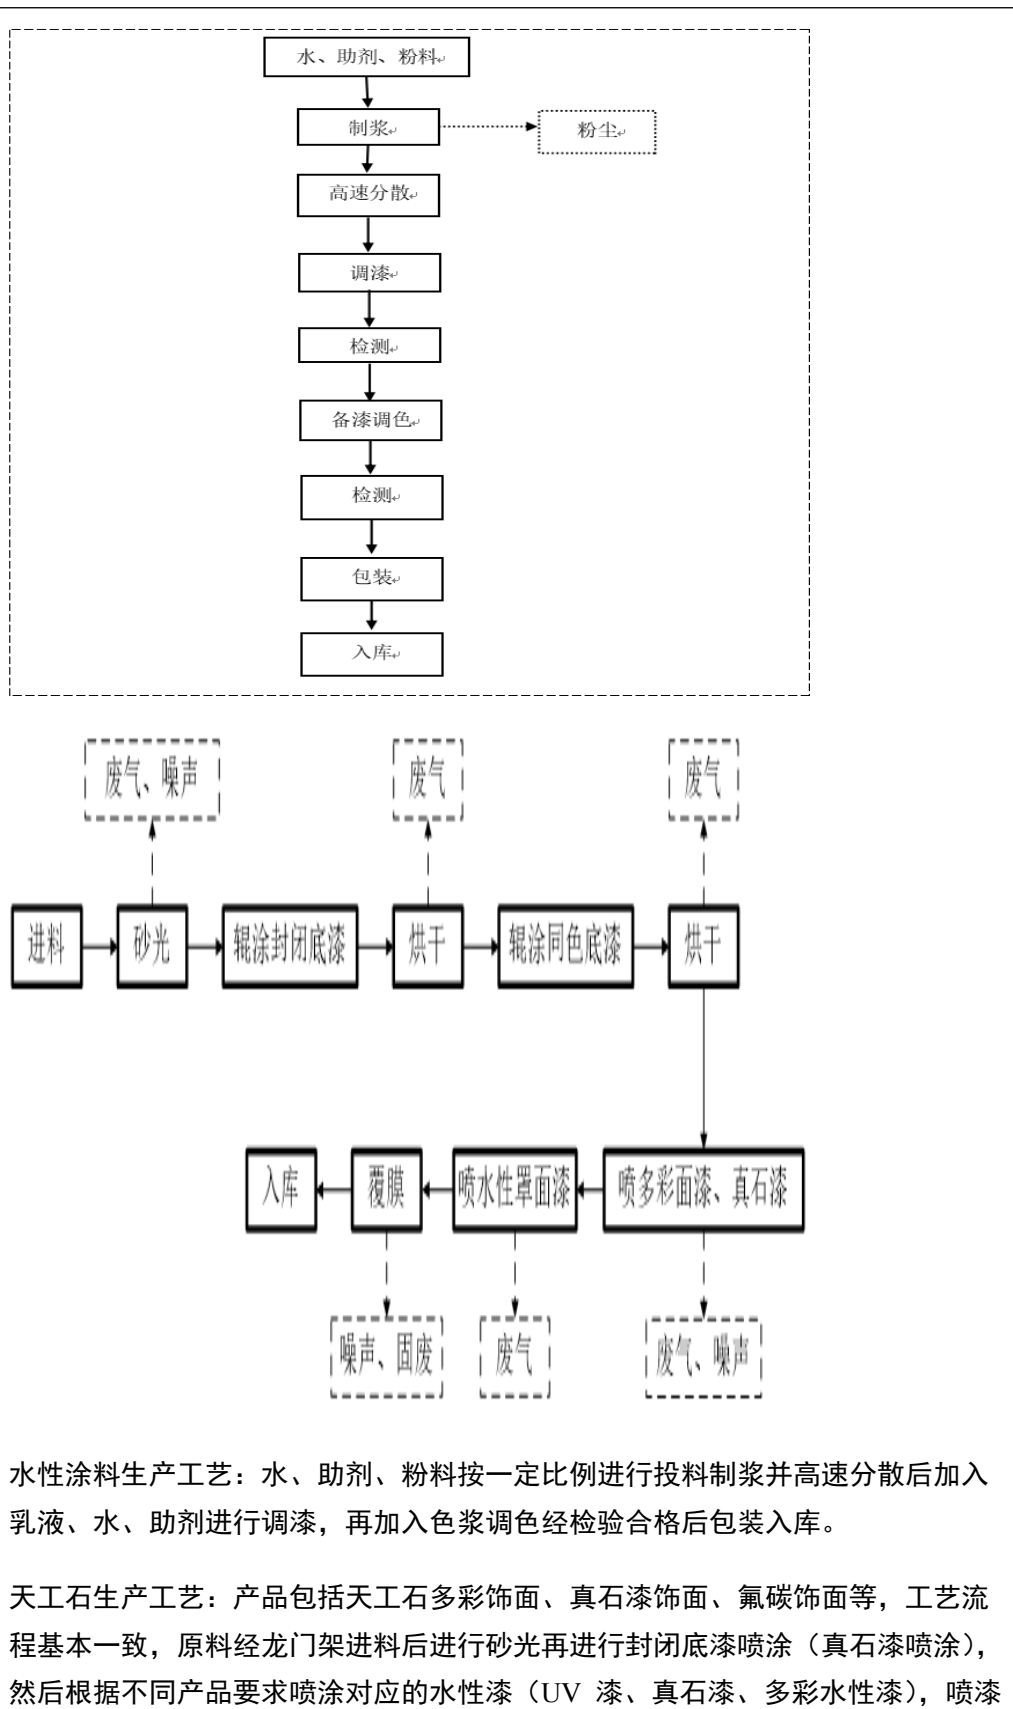 水、助剂、粉料
制浆
粉尘
高速分散
调漆
检测
备漆调色
检测
包装
入库
废气、噪声
废气
废气
进料
砂光
辊涂封闭底漆
烘干
辊涂同色底漆
烘干
入库
覆膜
喷水性罩面漆
喷多彩面漆、真石漆
噪声、固废
废气
废气、噪声
水性涂料生产工艺：水、助剂、粉料按一定比例进行投料制浆并高速分散后加入
乳液、水、助剂进行调漆，再加入色浆调色经检验合格后包装入库。
天工石生产工艺：产品包括天工石多彩饰面、真石漆饰面、氟碳饰面等，工艺流
程基本一致，原料经龙门架进料后进行砂光再进行封闭底漆喷涂（真石漆喷涂），
然后根据不同产品要求喷涂对应的水性漆（UV 漆、真石漆、多彩水性漆），喷漆